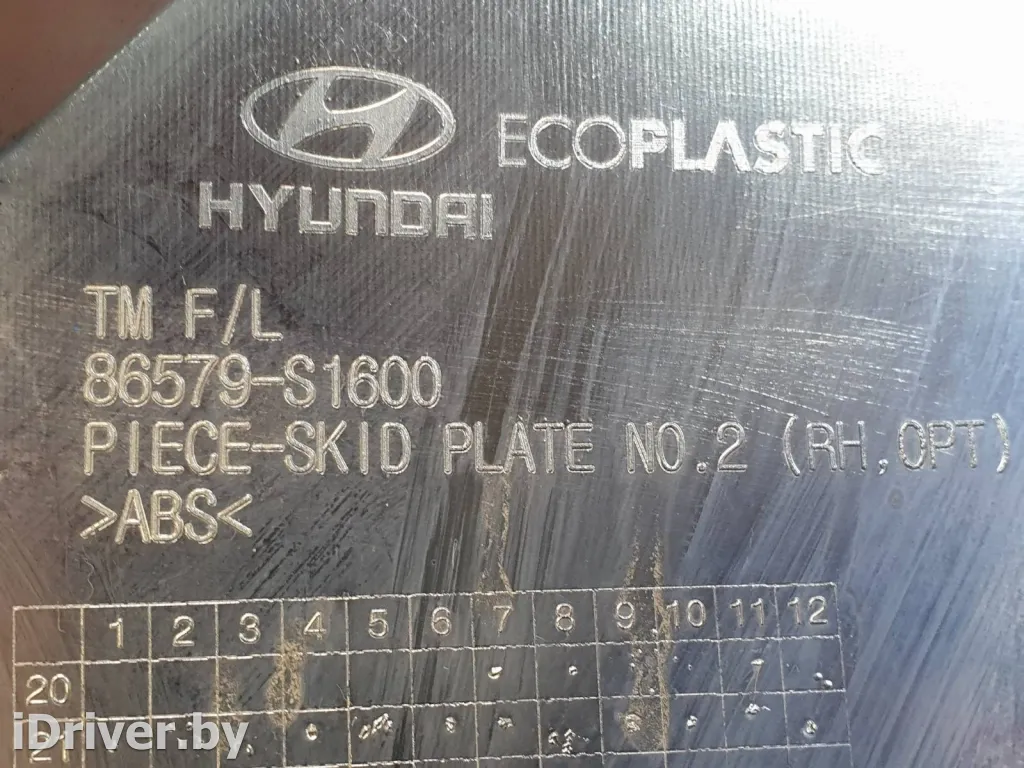 HYUNDAI
ECOPLASTIC
TM F/L
86579-S1600
PIECE-SKID PLATE NO.2 (RH,OPT)
>ABS<
1 2 3 4 5 6 7 8 9 10 11 12
20
21
iDriver.by